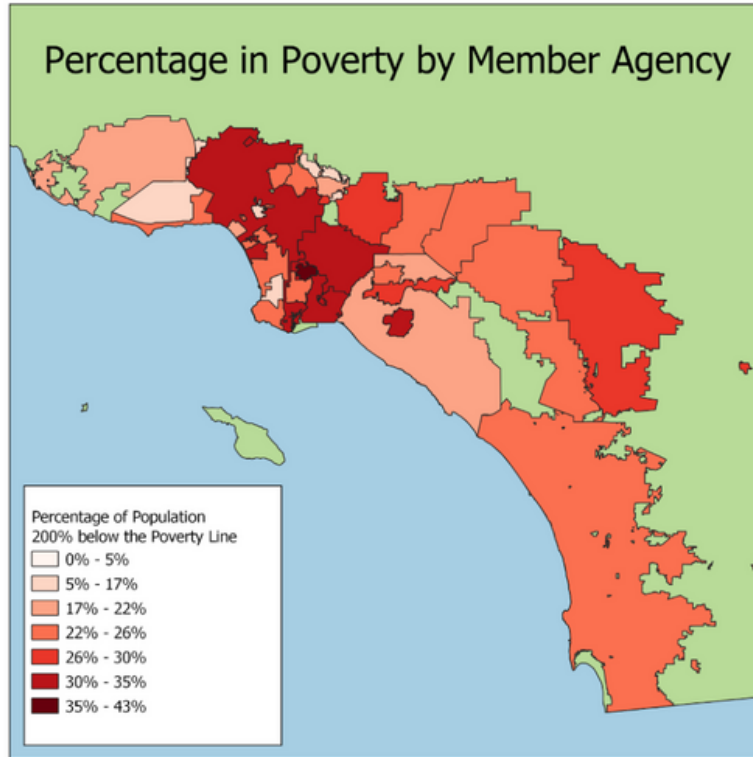 Percentage in Poverty by Member Agency
Percentage of Population
200% below the Poverty Line
0% - 5%
5% - 17%
17% - 22%
22% - 26%
26% - 30%
30% - 35%
35% - 43%